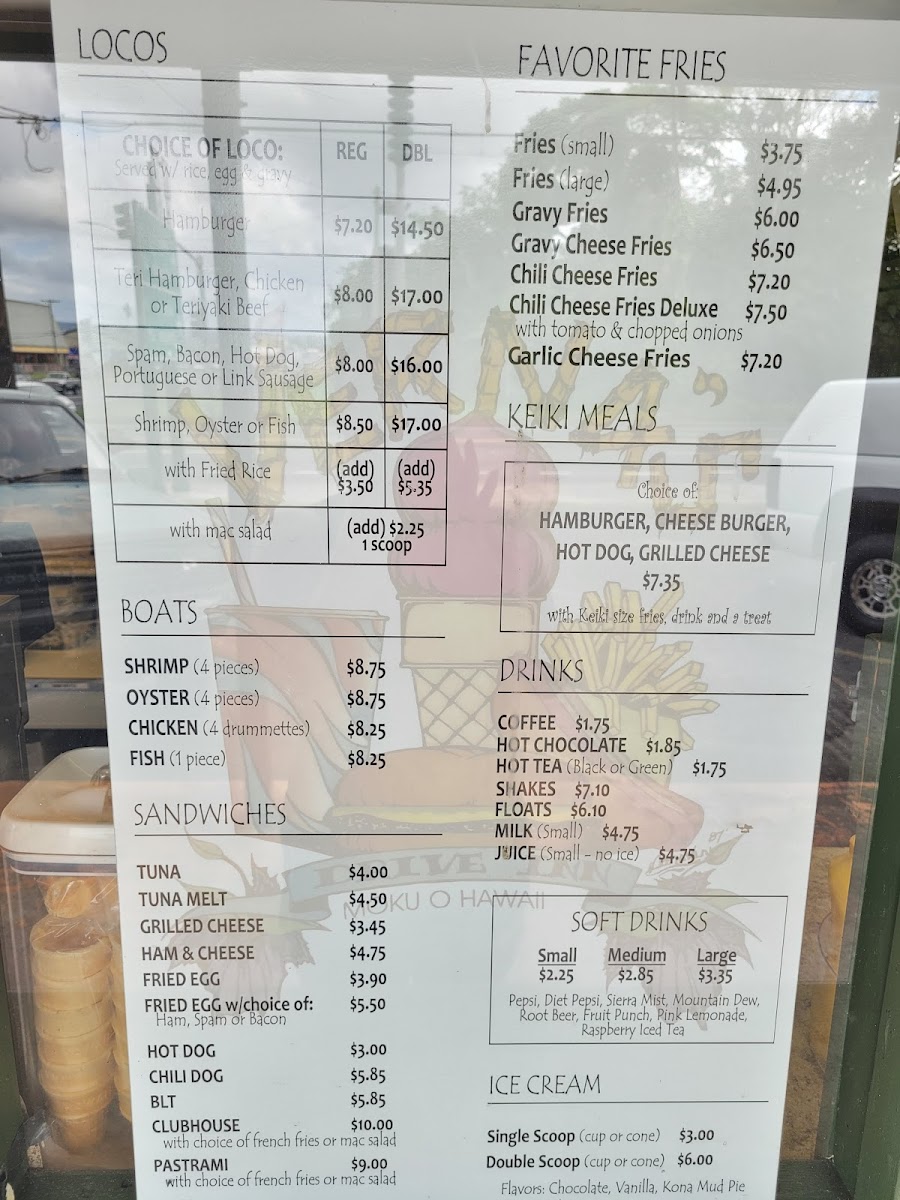 LOCOS
CHOICE OF LOCO: REG DBL
Served w/ rice, egg & gravy
Hamburger $7.20 $14.50
Teri Hamburger, Chicken
or Teriyaki Beef $8.00 $17.00
Spam, Bacon, Hot Dog,
Portuguese or Link Sausage $8.00 $16.00
Shrimp, Oyster or Fish $8.50 $17.00
with Fried Rice (add) $3.50 (add) $5.35
with mac salad (add) $2.25
1 scoop
BOATS
SHRIMP (4 pieces) $8.75
OYSTER (4 pieces) $8.75
CHICKEN (4 drummettes) $8.25
FISH (1 piece) $8.25
SANDWICHES
TUNA $4.00
TUNA MELT $4.50
GRILLED CHEESE $3.45
HAM & CHEESE $4.75
FRIED EGG $3.90
FRIED EGG w/choice of: $5.50
Ham, Spam or Bacon
HOT DOG $3.00
CHILI DOG $5.85
BLT $5.85
CLUBHOUSE $10.00
with choice of french fries or mac salad
PASTRAMI $9.00
with choice of french fries or mac salad
FAVORITE FRIES
Fries (small) $3.75
Fries (large) $4.95
Gravy Fries $6.00
Gravy Cheese Fries $6.50
Chili Cheese Fries $7.20
Chili Cheese Fries Deluxe $7.50
with tomato & chopped onions
Garlic Cheese Fries $7.20
KEIKI MEALS
Choice of:
HAMBURGER, CHEESE BURGER,
HOT DOG, GRILLED CHEESE
$7.35
with Keiki size fries, drink and a treat
DRINKS
COFFEE $1.75
HOT CHOCOLATE $1.85
HOT TEA (Black or Green) $1.75
SHAKES $7.10
FLOATS $6.10
MILK (Small) $4.75
JUICE (Small - no ice) $4.75
SOFT DRINKS
Small Medium Large
$2.25 $2.85 $3.35
Pepsi, Diet Pepsi, Sierra Mist, Mountain Dew,
Root Beer, Fruit Punch, Pink Lemonade,
Raspberry Iced Tea
ICE CREAM
Single Scoop (cup or cone) $3.00
Double Scoop (cup or cone) $6.00
Flavors: Chocolate, Vanilla, Kona Mud Pie
DRIVE INN
MOKU O HAWAII